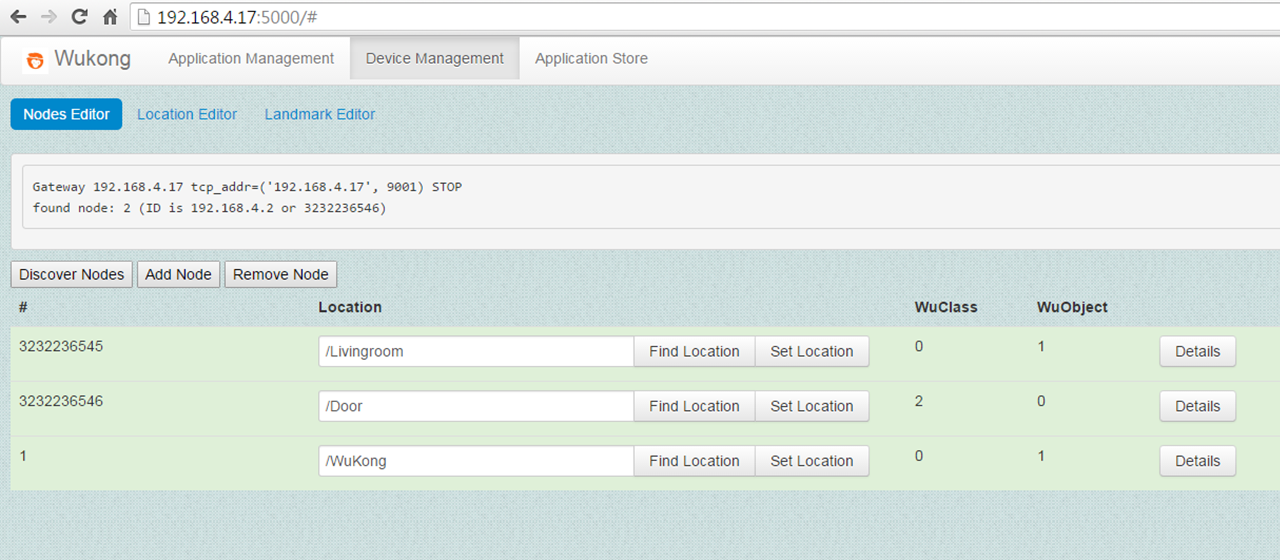 192.168.4.17:5000/#
Wukong Application Management Device Management Application Store
Nodes Editor Location Editor Landmark Editor
Gateway 192.168.4.17 tcp_addr=('192.168.4.17', 9001) STOP
found node: 2 (ID is 192.168.4.2 or 3232236546)
Discover Nodes Add Node Remove Node
# Location WuClass WuObject
3232236545 /Livingroom Find Location Set Location 0 1 Details
3232236546 /Door Find Location Set Location 2 0 Details
1 /WuKong Find Location Set Location 0 1 Details